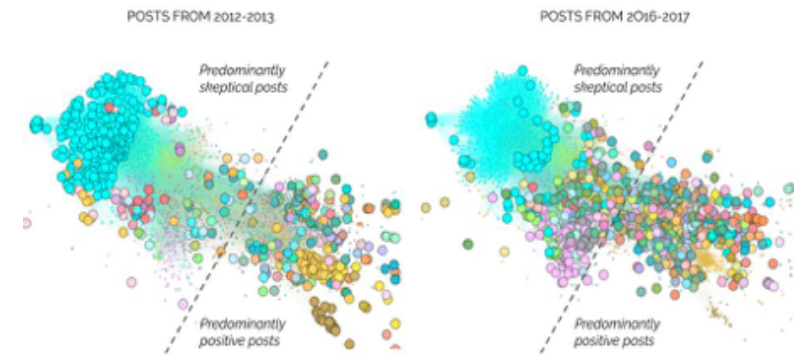 POSTS FROM 2012-2013
POSTS FROM 2016-2017
Predominantly
skeptical posts
Predominantly
skeptical posts
Predominantly
positive posts
Predominantly
positive posts